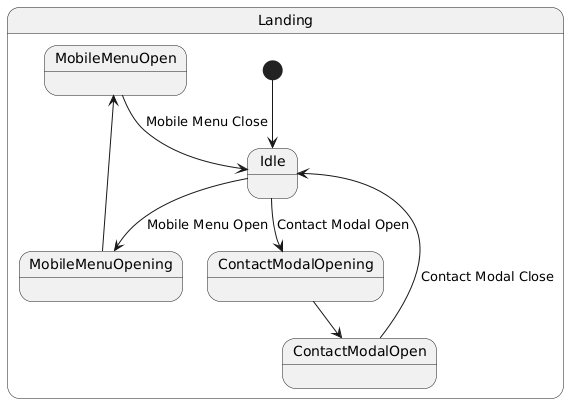 Landing
MobileMenuOpen
Mobile Menu Close
Idle
Mobile Menu Open
Contact Modal Open
MobileMenuOpening
ContactModalOpening
Contact Modal Close
ContactModalOpen